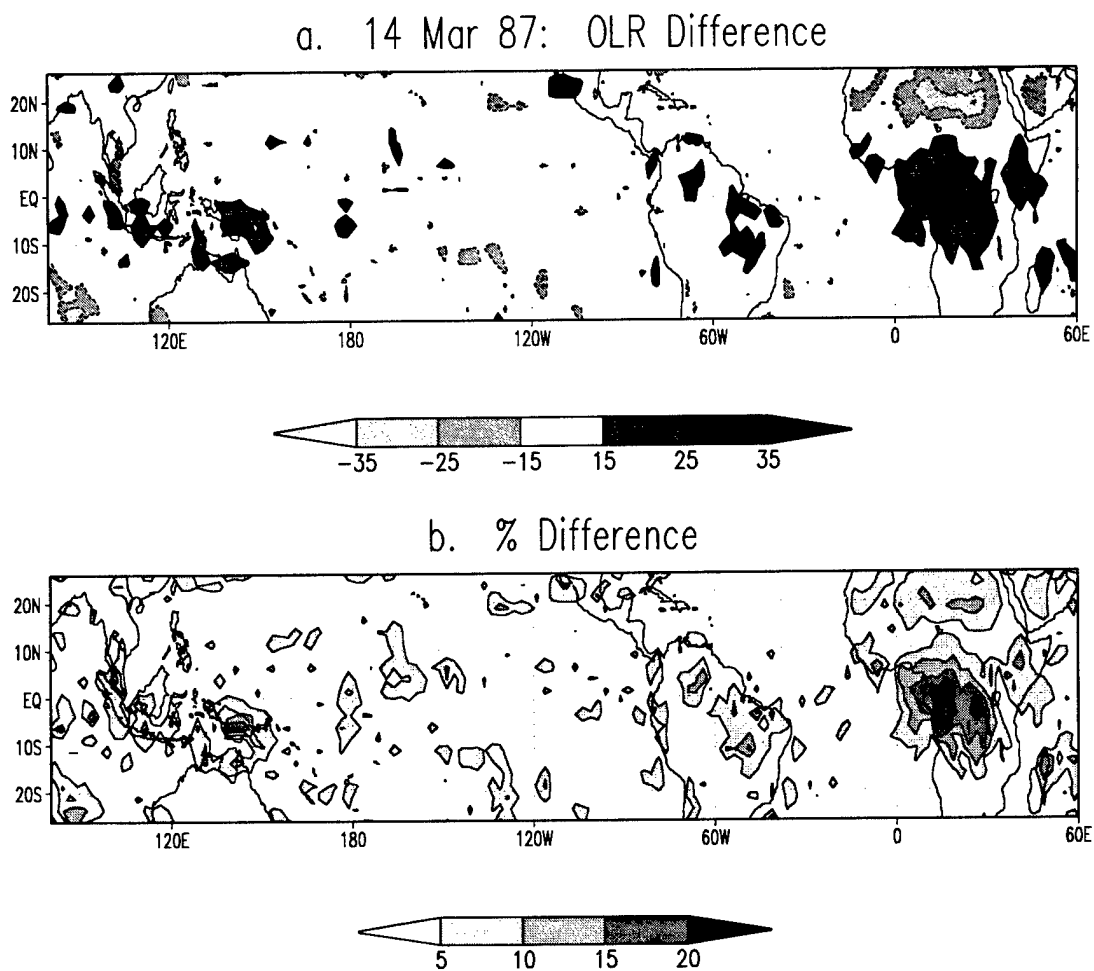 a. 14 Mar 87: OLR Difference
20N
10N
EQ
10S
20S
120E 180 120W 60W 0 60E
−35 −25 −15 15 25 35
b. % Difference
20N
10N
EQ
10S
20S
120E 180 120W 60W 0 60E
5 10 15 20